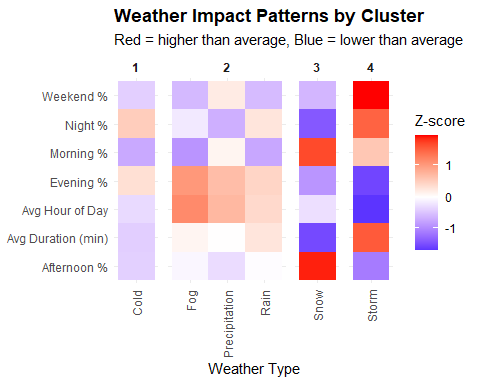 Weather Impact Patterns by Cluster
Red = higher than average, Blue = lower than average
1 2 3 4
Weekend %
Night %
Morning %
Evening %
Avg Hour of Day
Avg Duration (min)
Afternoon %
Z-score
1
0
-1
Cold
Fog
Precipitation
Rain
Snow
Storm
Weather Type